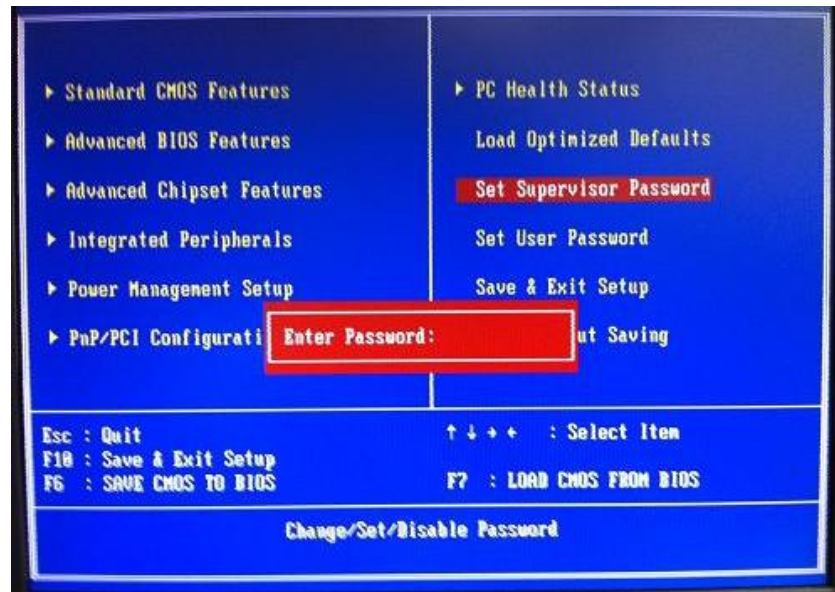 Standard CMOS Features
Advanced BIOS Features
Advanced Chipset Features
Integrated Peripherals
Power Management Setup
PnP/PCI Configurati
PC Health Status
Load Optimized Defaults
Set Supervisor Password
Set User Password
Save & Exit Setup
ut Saving
Enter Password:
Esc : Quit
F10 : Save & Exit Setup
F6 : SAVE CMOS TO BIOS
↑ ↓ → ← : Select Item
F7 : LOAD CMOS FROM BIOS
Change/Set/Disable Password